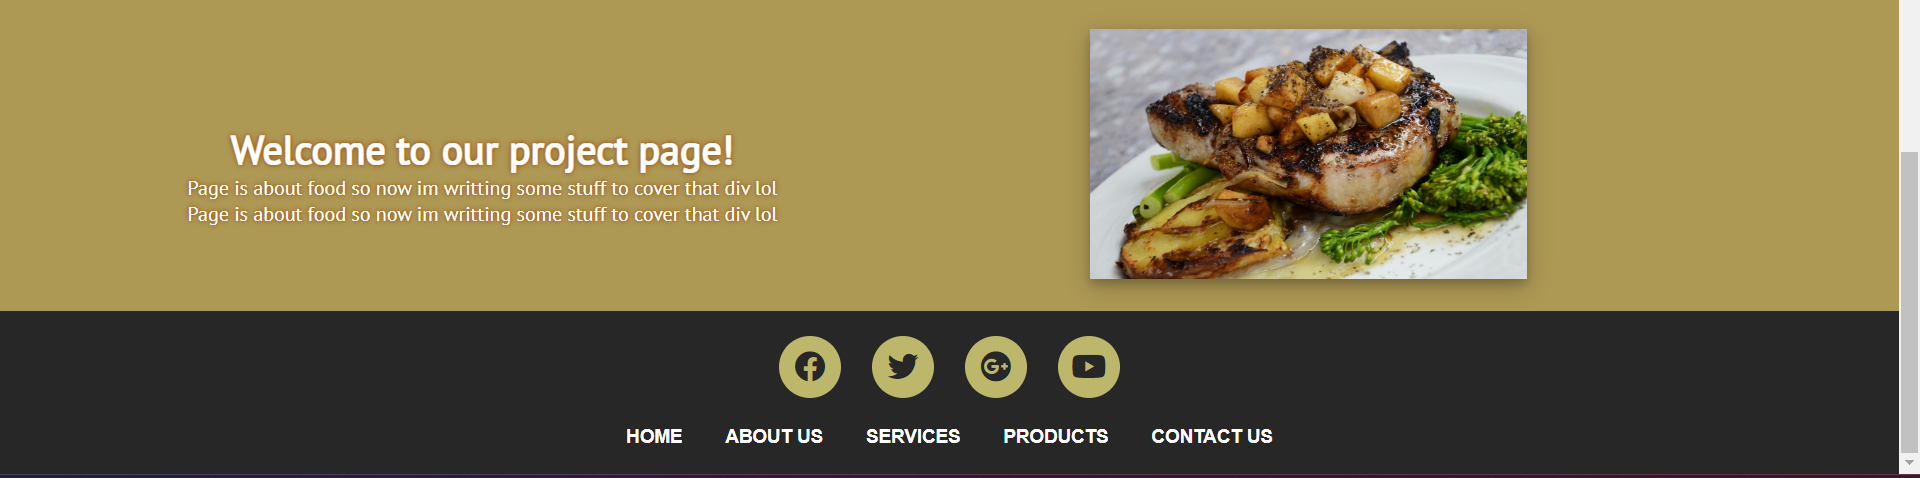 Welcome to our project page!
Page is about food so now im writting some stuff to cover that div lol
Page is about food so now im writting some stuff to cover that div lol
HOME ABOUT US SERVICES PRODUCTS CONTACT US